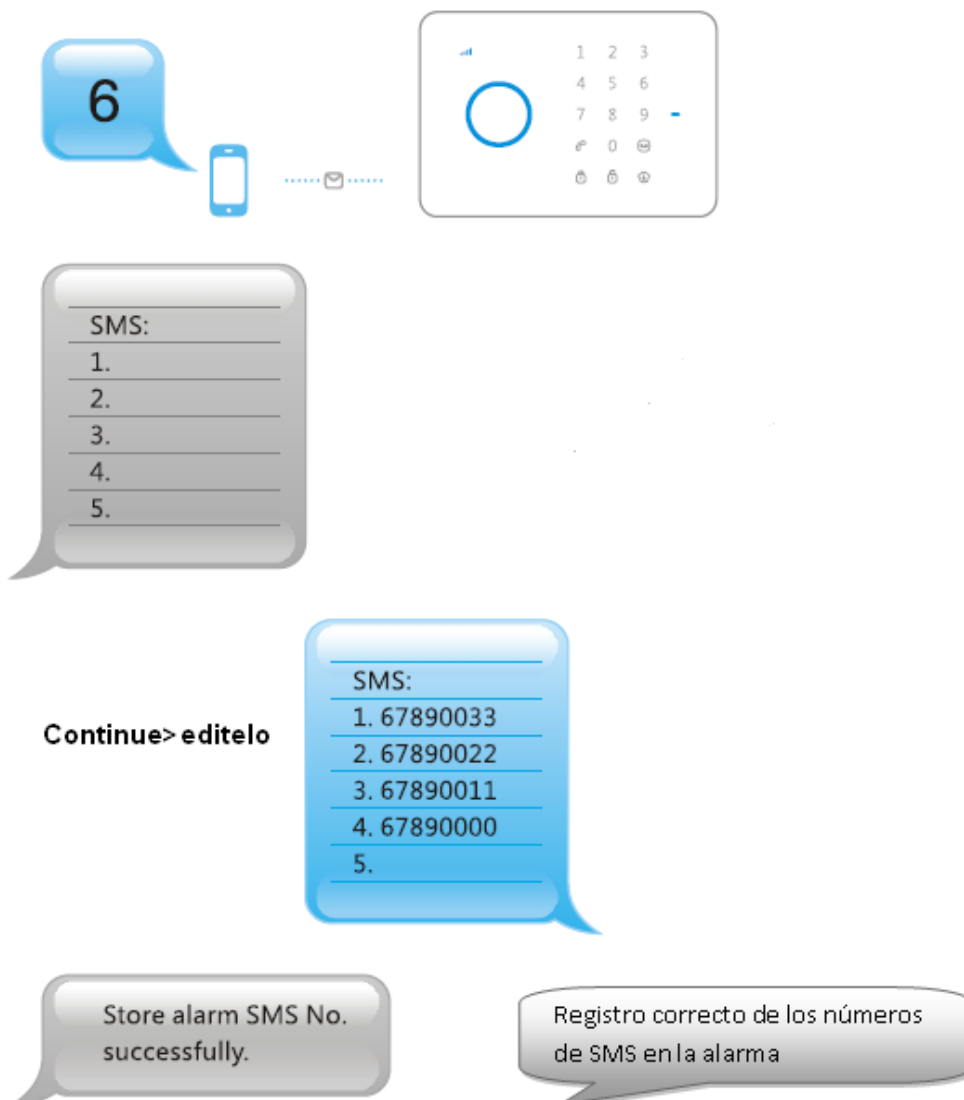 6
1 2 3
4 5 6
7 8 9
0
SMS:
1.
2.
3.
4.
5.
Continue> editelo
SMS:
1. 67890033
2. 67890022
3. 67890011
4. 67890000
5.
Store alarm SMS No.
successfully.
Registro correcto de los números
de SMS en la alarma